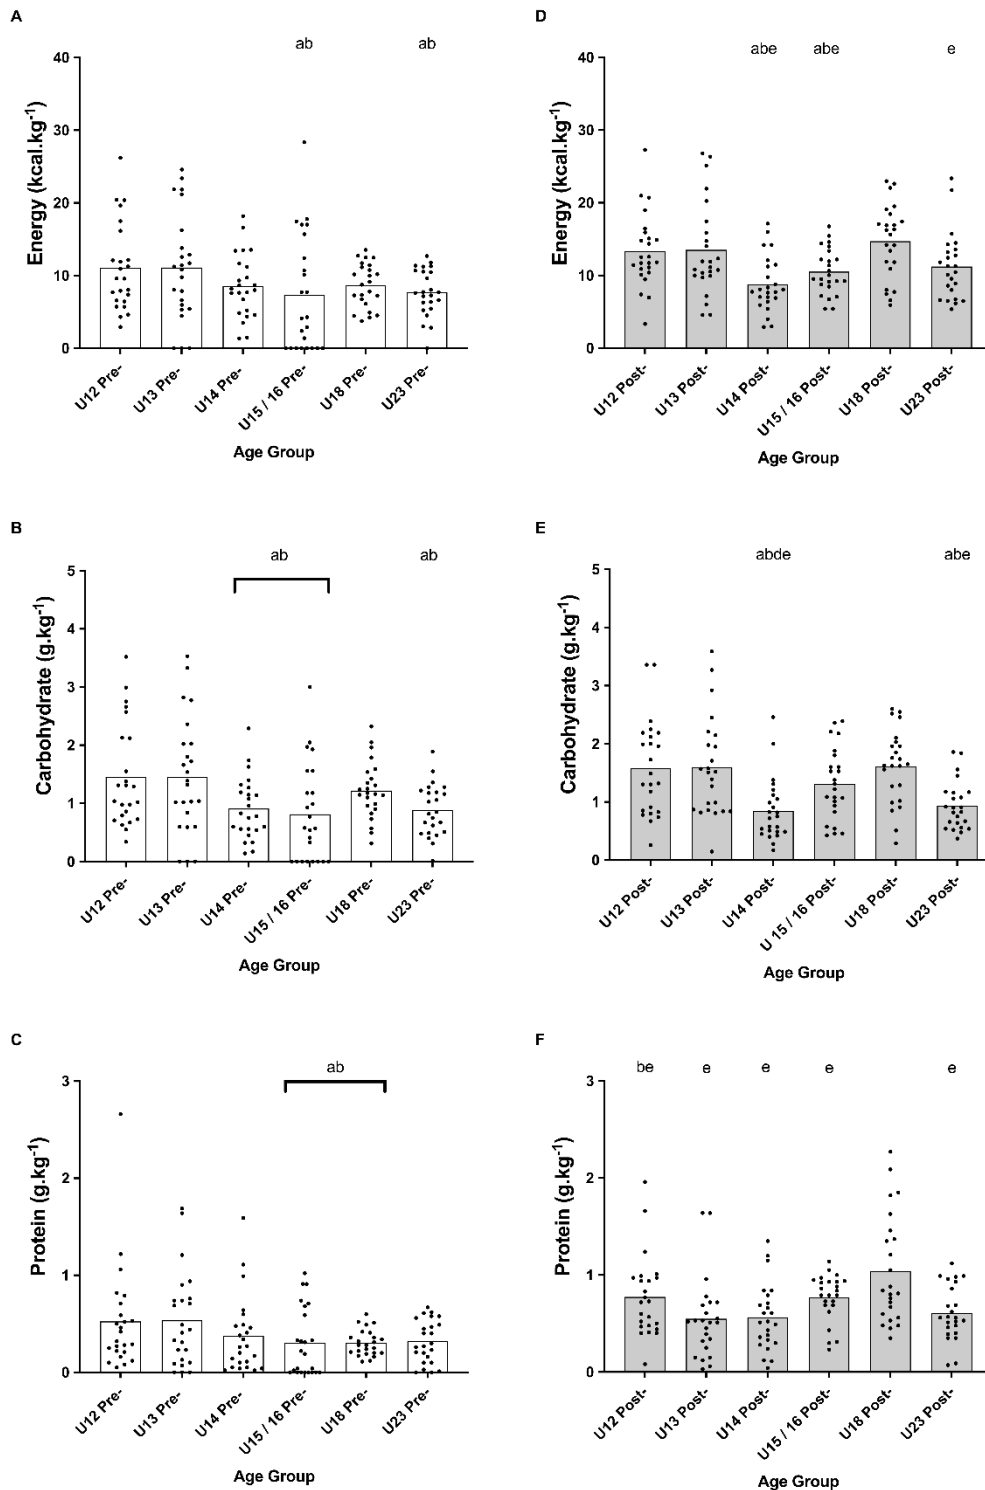 A
ab
ab
Energy (kcal.kg-1)
40
30
20
10
0
U12 Pre-
U13 Pre-
U14 Pre-
U15 / 16 Pre-
U18 Pre-
U23 Pre-
Age Group
D
abe
abe
e
Energy (kcal.kg-1)
40
30
20
10
0
U12 Post-
U13 Post-
U14 Post-
U15 / 16 Post-
U18 Post-
U23 Post-
Age Group
B
ab
ab
Carbohydrate (g.kg-1)
5
4
3
2
1
0
U12 Pre-
U13 Pre-
U14 Pre-
U15 / 16 Pre-
U18 Pre-
U23 Pre-
Age Group
E
abde
abe
Carbohydrate (g.kg-1)
5
4
3
2
1
0
U12 Post-
U13 Post-
U14 Post-
U 15 / 16 Post-
U18 Post-
U23 Post-
Age Group
C
ab
Protein (g.kg-1)
3
2
1
0
U12 Pre-
U13 Pre-
U14 Pre-
U15 / 16 Pre-
U18 Pre-
U23 Pre-
Age Group
F
be
e
e
e
e
Protein (g.kg-1)
3
2
1
0
U12 Post-
U13 Post-
U14 Post-
U15 / 16 Post-
U18 Post-
U23 Post-
Age Group